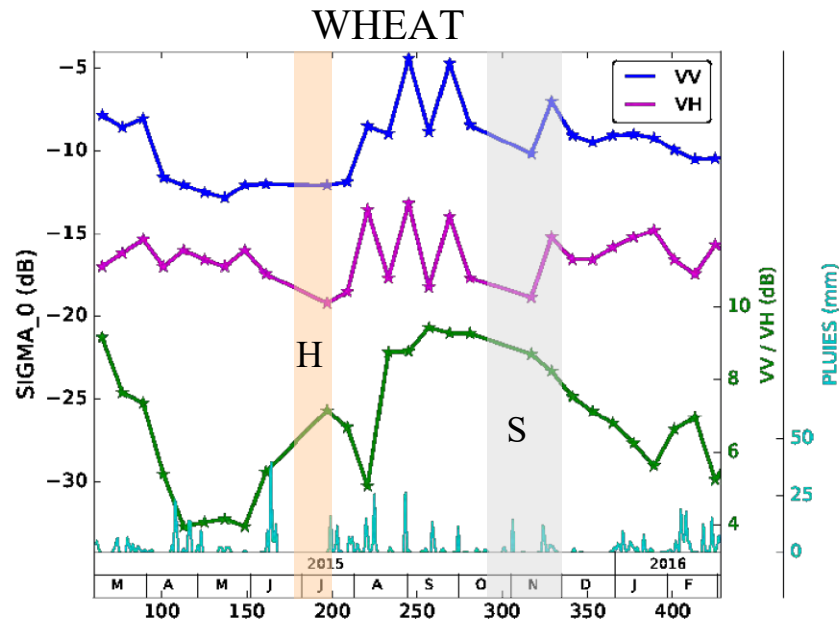 WHEAT
−5
−10
−15
−20
−25
−30
SIGMA_0 (dB)
VV
VH
H
S
10
8
6
4
VV / VH (dB)
50
25
0
PLUIES (mm)
2015 2016
M A M J J A S O N D J F
100 150 200 250 300 350 400